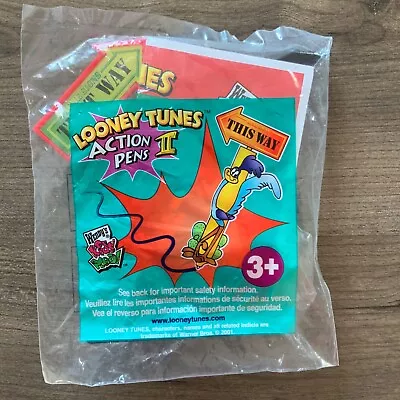 THIS WAY
LOONEY TUNES™
ACTION
PENS II
THIS WAY
3+
See back for important safety information.
Veuillez lire les importantes informations de sécurité au verso.
Vea el reverso para información importante de seguridad.
www.looneytunes.com
LOONEY TUNES, characters, names and all related indicia are
trademarks of Warner Bros. © 2001.